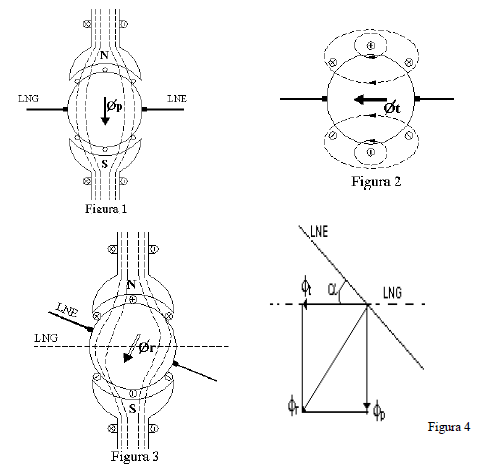 N
LNG
LNE
Øp
S
Figura 1
Øt
Figura 2
N
LNE
LNG
Ør
S
Figura 3
LNE
ϕt
α
LNG
ϕr
ϕp
Figura 4